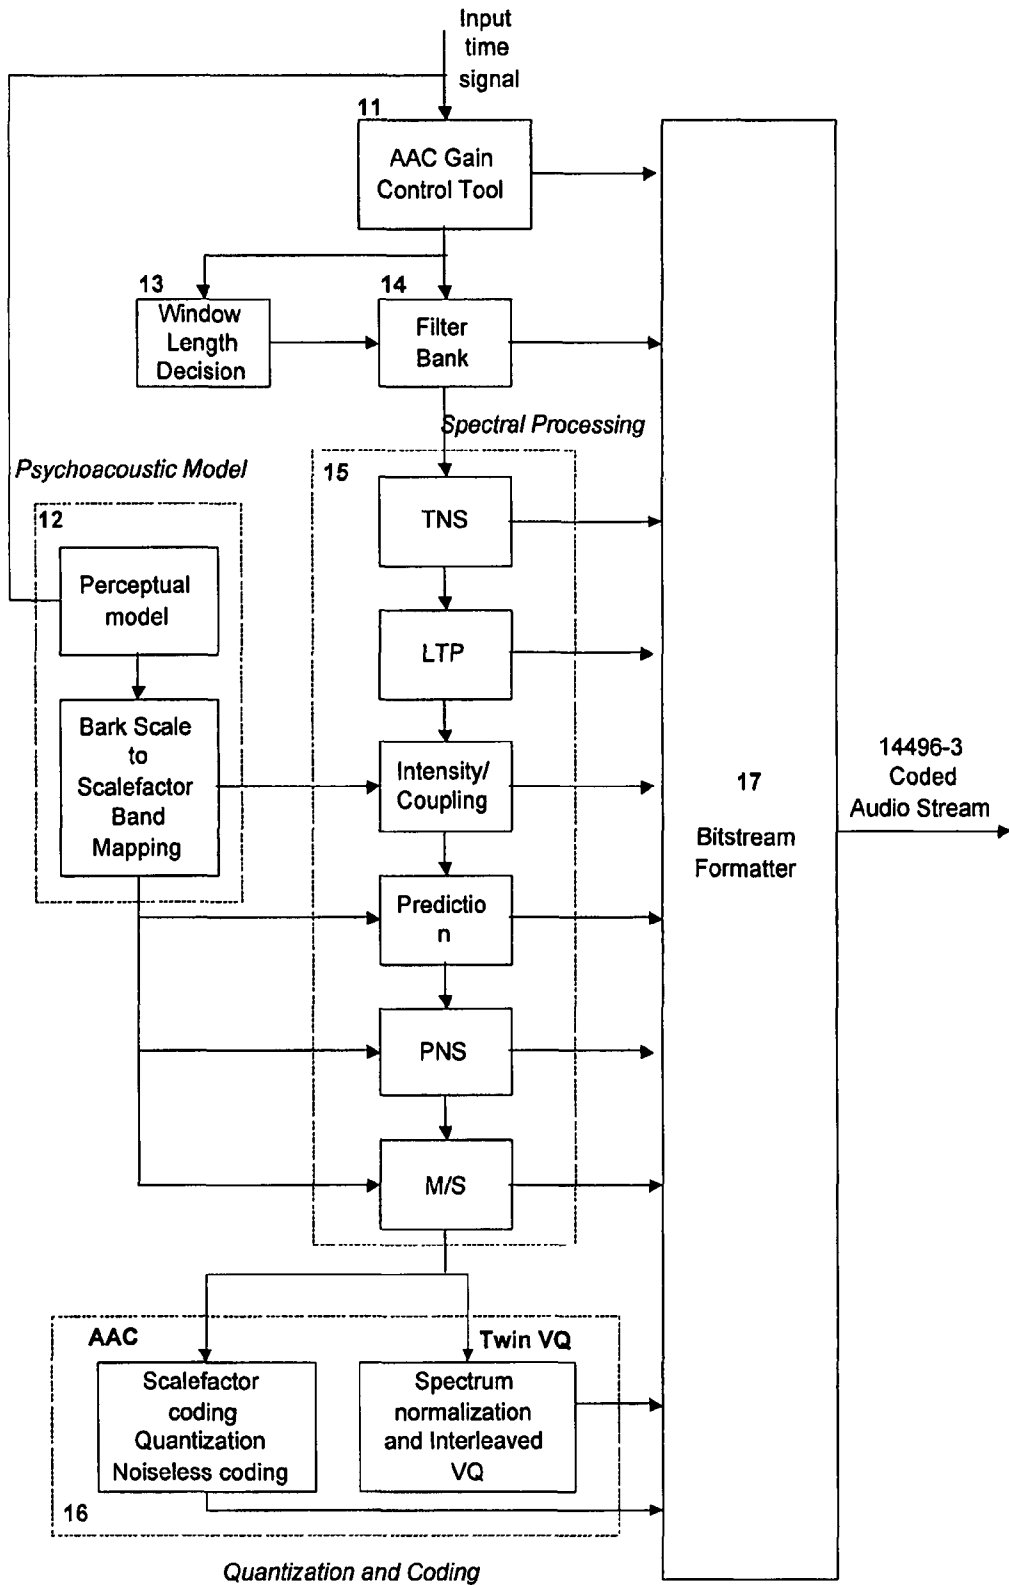 Input
time
signal
11
AAC Gain
Control Tool
13
Window
Length
Decision
14
Filter
Bank
Spectral Processing
Psychoacoustic Model
12
Perceptual
model
Bark Scale
to
Scalefactor
Band
Mapping
15
TNS
LTP
Intensity/
Coupling
Predictio
n
PNS
M/S
17
Bitstream
Formatter
14496-3
Coded
Audio Stream
AAC
Scalefactor
coding
Quantization
Noiseless coding
Twin VQ
Spectrum
normalization
and Interleaved
VQ
16
Quantization and Coding